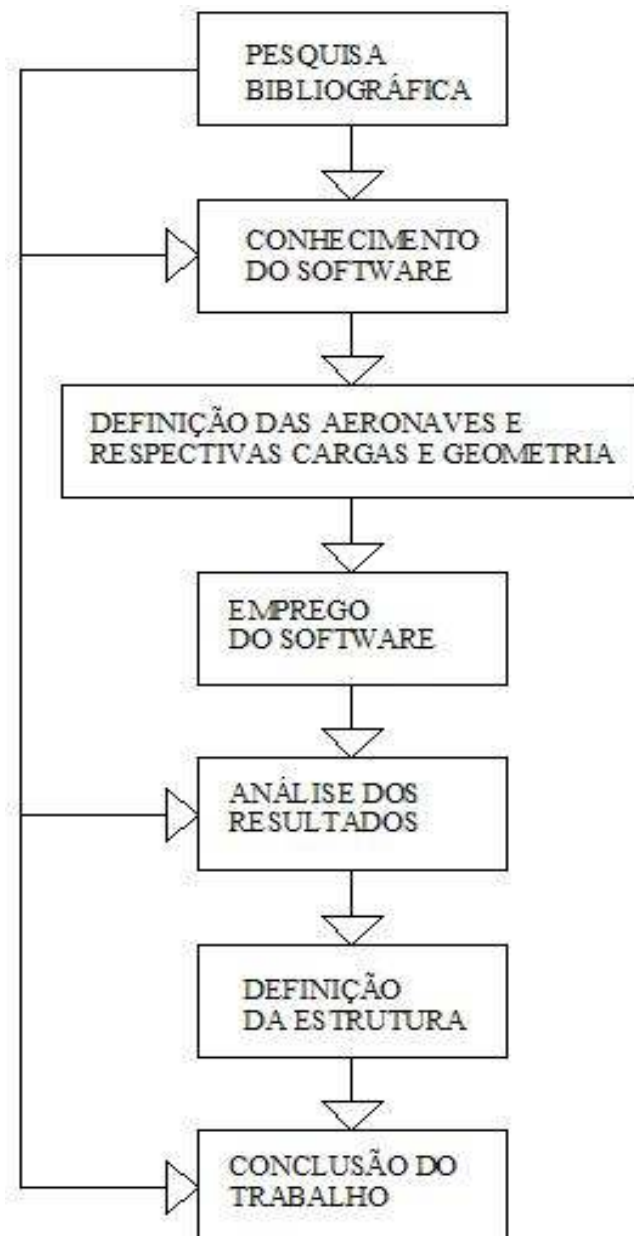 PESQUISA
BIBLIOGRÁFICA
CONHECIMENTO
DO SOFTWARE
DEFINIÇÃO DAS AERONAVES E
RESPECTIVAS CARGAS E GEOMETRIA
EMPREGO
DO SOFTWARE
ANÁLISE DOS
RESULTADOS
DEFINIÇÃO
DA ESTRUTURA
CONCLUSÃO DO
TRABALHO